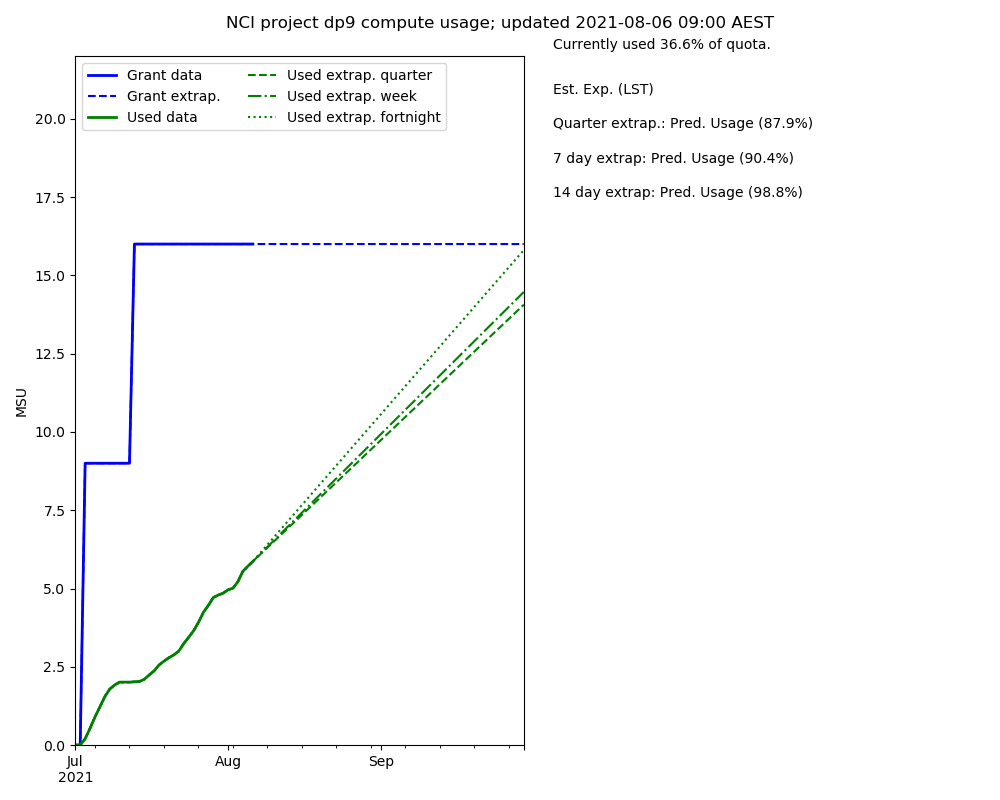 NCI project dp9 compute usage; updated 2021-08-06 09:00 AEST
Currently used 36.6% of quota.
Est. Exp. (LST)
Quarter extrap.: Pred. Usage (87.9%)
7 day extrap: Pred. Usage (90.4%)
14 day extrap: Pred. Usage (98.8%)
Grant data
Grant extrap.
Used data
Used extrap. quarter
Used extrap. week
Used extrap. fortnight
MSU
20.0
17.5
15.0
12.5
10.0
7.5
5.0
2.5
0.0
Jul
2021
Aug
Sep